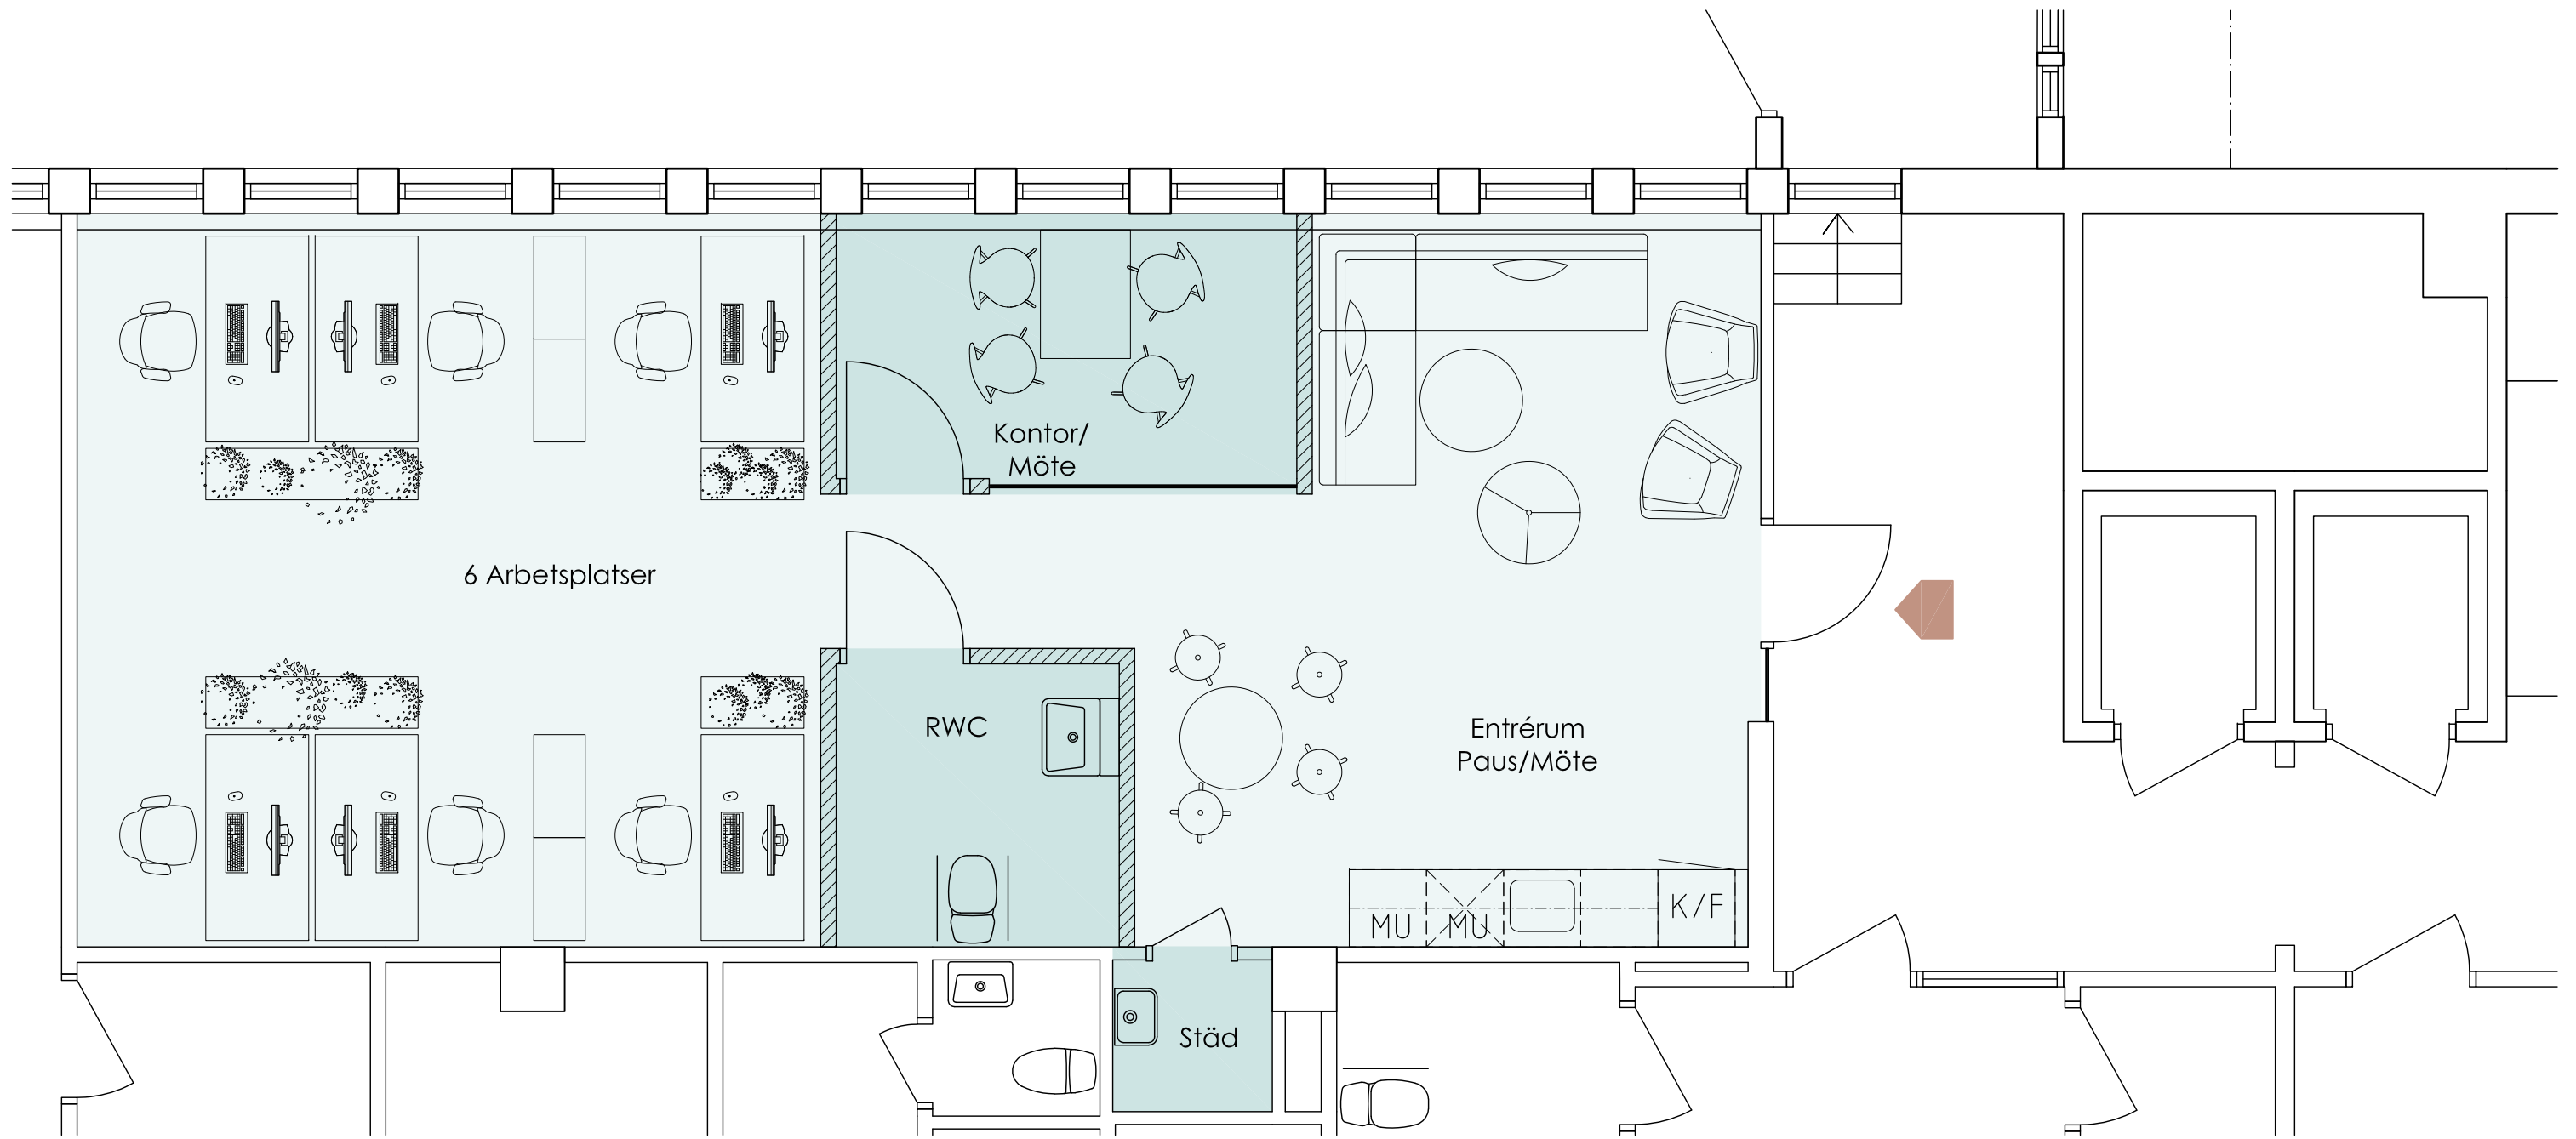 Kontor/
Möte
6 Arbetsplatser
RWC
Entrérum
Paus/Möte
MU
MU
K/F
Städ